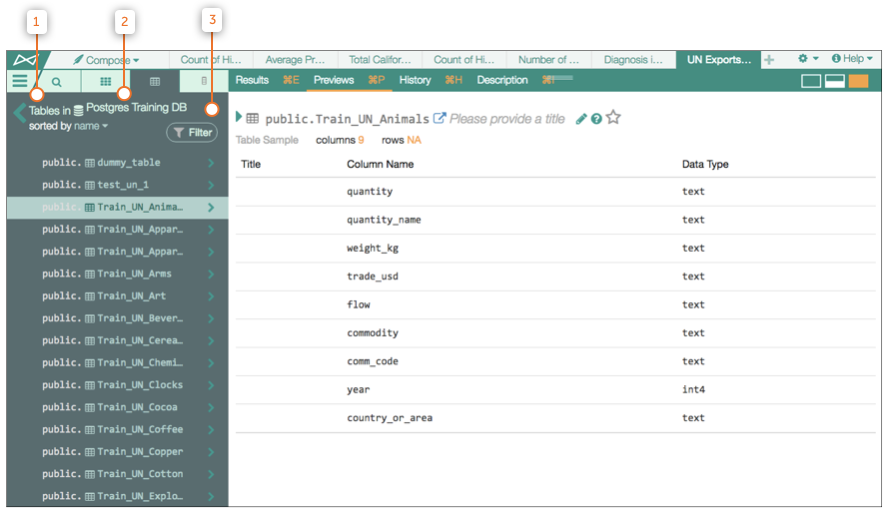 1 2 3
Compose Count of Hi... Average Pr... Total Califor... Count of Hi... Number of ... Diagnosis i... UN Exports... + Help
Results ⌘E Previews ⌘P History ⌘H Description
Tables in Postgres Training DB
sorted by name
Filter
public.Train_UN_Animals Please provide a title
Table Sample columns 9 rows NA
Title Column Name Data Type
public. dummy_table
public. test_un_1
public. Train_UN_Anima…
public. Train_UN_Appar…
public. Train_UN_Appar…
public. Train_UN_Arms
public. Train_UN_Art
public. Train_UN_Bever…
public. Train_UN_Cerea…
public. Train_UN_Chemi…
public. Train_UN_Clocks
public. Train_UN_Cocoa
public. Train_UN_Coffee
public. Train_UN_Copper
public. Train_UN_Cotton
public. Train_UN_Explo…
quantity text
quantity_name text
weight_kg text
trade_usd text
flow text
commodity text
comm_code text
year int4
country_or_area text